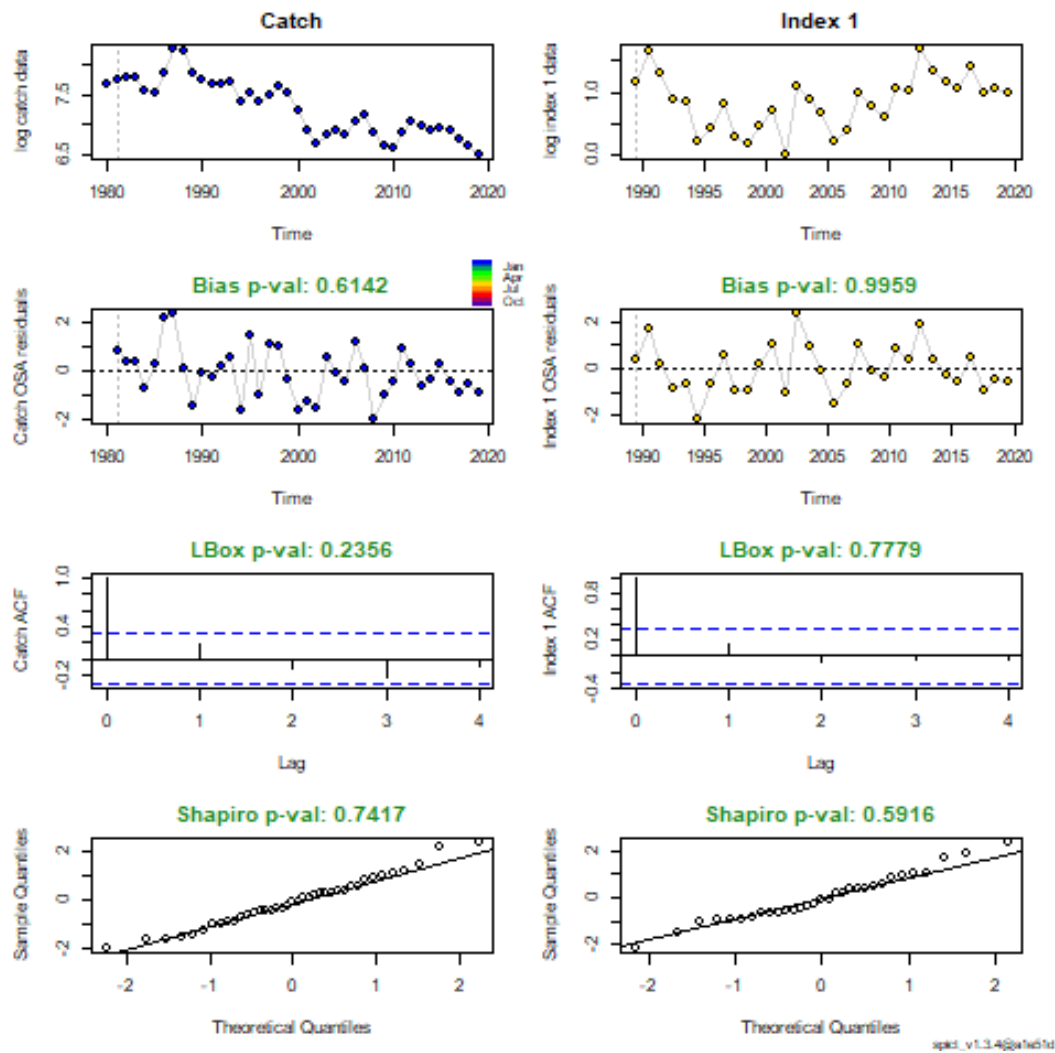 Catch
log catch data
7.5
6.5
1980 1990 2000 2010 2020
Time
Index 1
log index 1 data
1.0
0.0
1990 1995 2000 2005 2010 2015 2020
Time
Bias p-val: 0.6142
Jan
Apr
Jul
Oct
Catch OSA residuals
2
0
-2
1980 1990 2000 2010 2020
Time
Bias p-val: 0.9959
Index 1 OSA residuals
2
0
-2
1990 1995 2000 2005 2010 2015 2020
Time
LBox p-val: 0.2356
Catch ACF
1.0
0.4
-0.2
0 1 2 3 4
Lag
LBox p-val: 0.7779
Index 1 ACF
0.8
0.2
-0.4
0 1 2 3 4
Lag
Shapiro p-val: 0.7417
Sample Quantiles
2
0
-2
-2 -1 0 1 2
Theoretical Quantiles
Shapiro p-val: 0.5916
Sample Quantiles
2
0
-2
-2 -1 0 1 2
Theoretical Quantiles